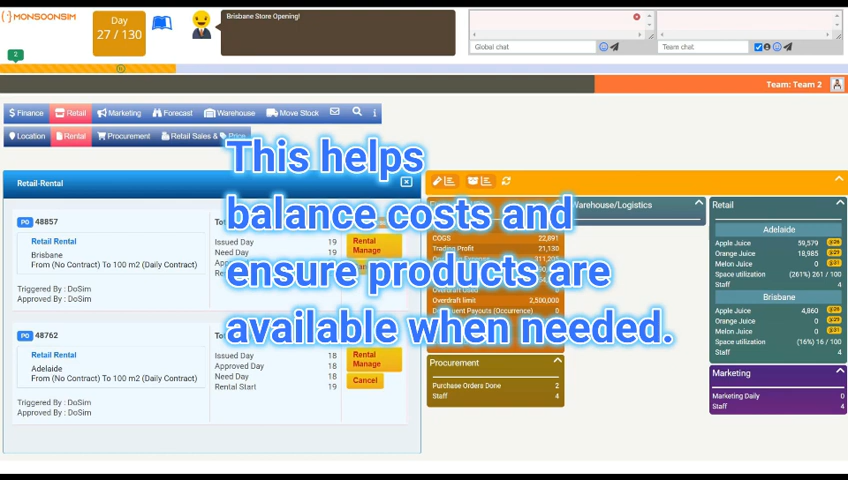 MONSOONSIM
Day
27 / 130
Brisbane Store Opening!
Global chat
Team chat
2
Team: Team 2
Finance Retail Marketing Forecast Warehouse Move Stock
Location Rental Procurement Retail Sales & Price
This helps
balance costs and
ensure products are
available when needed.
Retail-Rental
PO 48857
Retail Rental
Brisbane
From (No Contract) To 100 m2 (Daily Contract)
Triggered By : DoSim
Approved By : DoSim
Issued Day 19
Need Day
Rental
Manage
PO 48762
Retail Rental
Adelaide
From (No Contract) To 100 m2 (Daily Contract)
Triggered By : DoSim
Approved By : DoSim
Issued Day 18
Approved Day 18
Need Day 18
Rental Start 19
Rental
Manage
Cancel
COGS 22,891
Trading Profit 21,130
Overdraft limit 2,500,000
Procurement
Purchase Orders Done 2
Staff 4
Warehouse/Logistics
Retail
Adelaide
Apple Juice 59,579
Orange Juice 18,985
Melon Juice 0
Space utilization (261%) 261 / 100
Staff 4
Brisbane
Apple Juice 4,860
Orange Juice 0
Melon Juice 0
Space utilization (16%) 16 / 100
Staff 4
Marketing
Marketing Daily 0
Staff 4